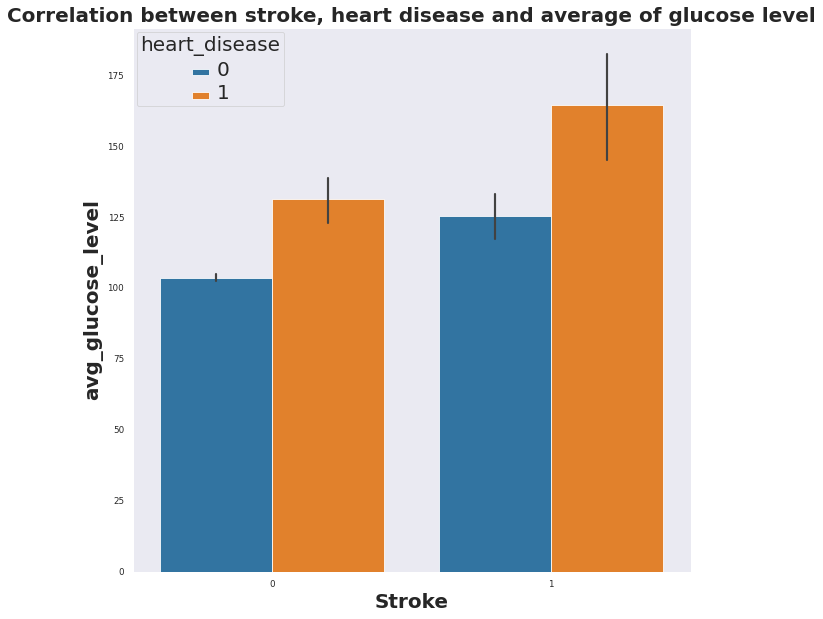 Correlation between stroke, heart disease and average of glucose level
heart_disease
0
1
avg_glucose_level
175
150
125
100
75
50
25
0
0 1
Stroke